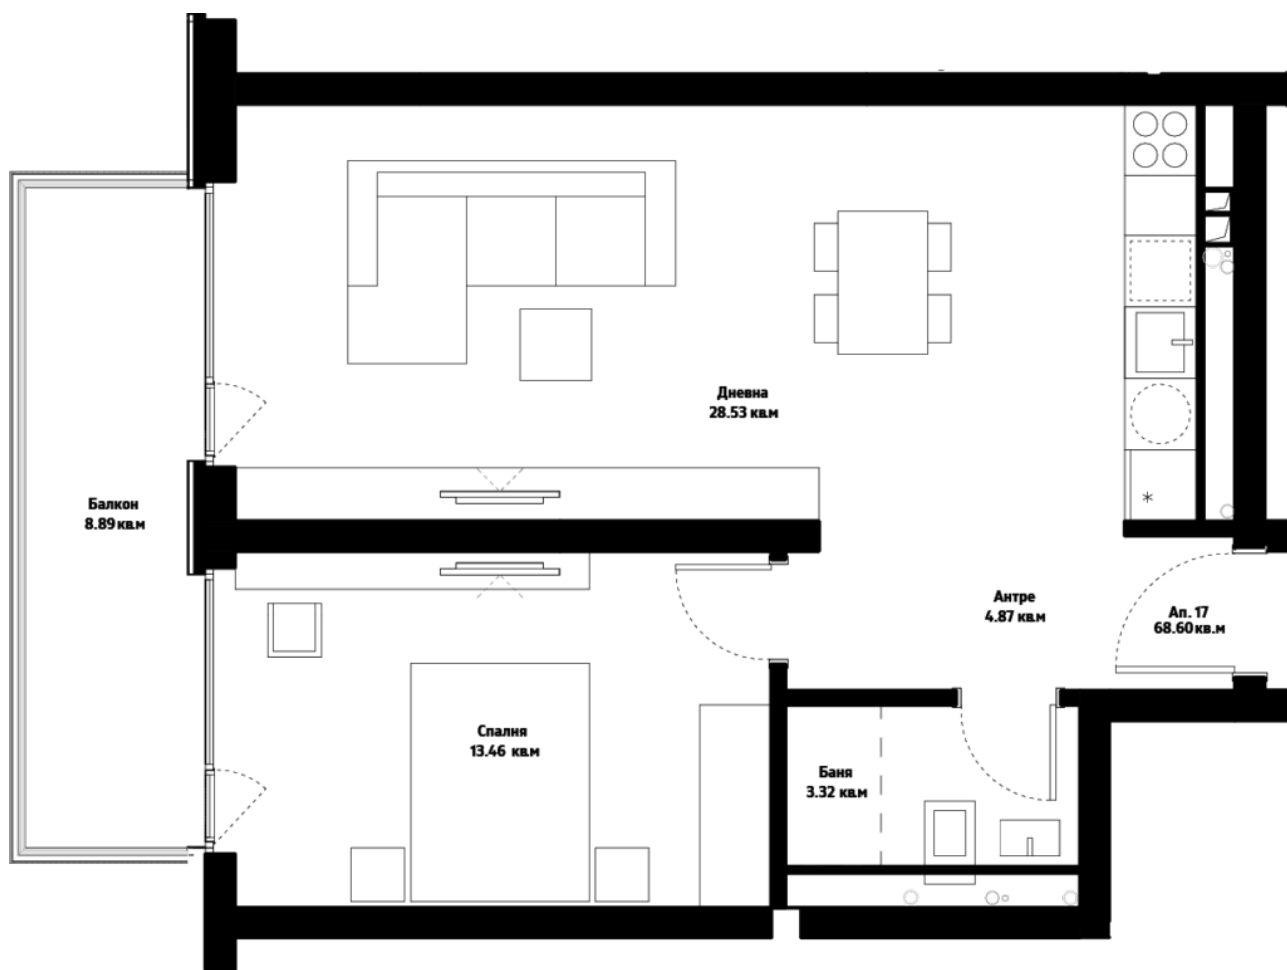 Дневна
28.53 кв.м
Балкон
8.89 кв.м
Антре
4.87 кв.м
Ап. 17
68.60 кв.м
Спалня
13.46 кв.м
Баня
3.32 кв.м